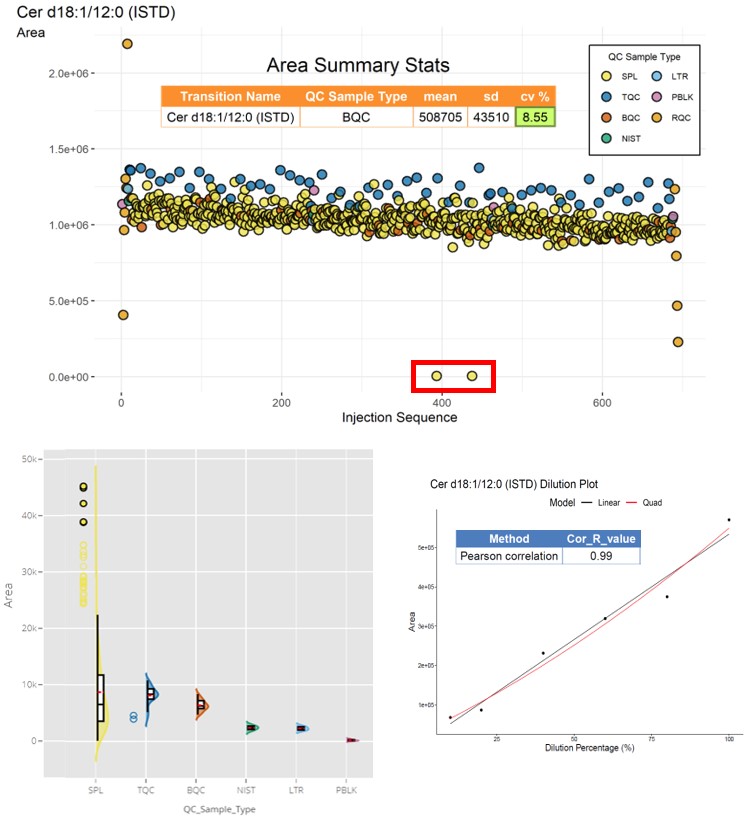 Cer d18:1/12:0 (ISTD)
Area
Area Summary Stats
Transition Name QC Sample Type mean sd cv %
Cer d18:1/12:0 (ISTD) BQC 508705 43510 8.55
QC Sample Type
SPL LTR
TQC PBLK
BQC RQC
NIST
2.0e+06
1.5e+06
1.0e+06
5.0e+05
0.0e+00
0 200 400 600
Injection Sequence
50k
40k
30k
20k
10k
0
Area
SPL TQC BQC NIST LTR PBLK
QC_Sample_Type
Cer d18:1/12:0 (ISTD) Dilution Plot
Model Linear Quad
Method Cor_R_value
Pearson correlation 0.99
5e+05
4e+05
3e+05
2e+05
1e+05
Area
25 50 75 100
Dilution Percentage (%)